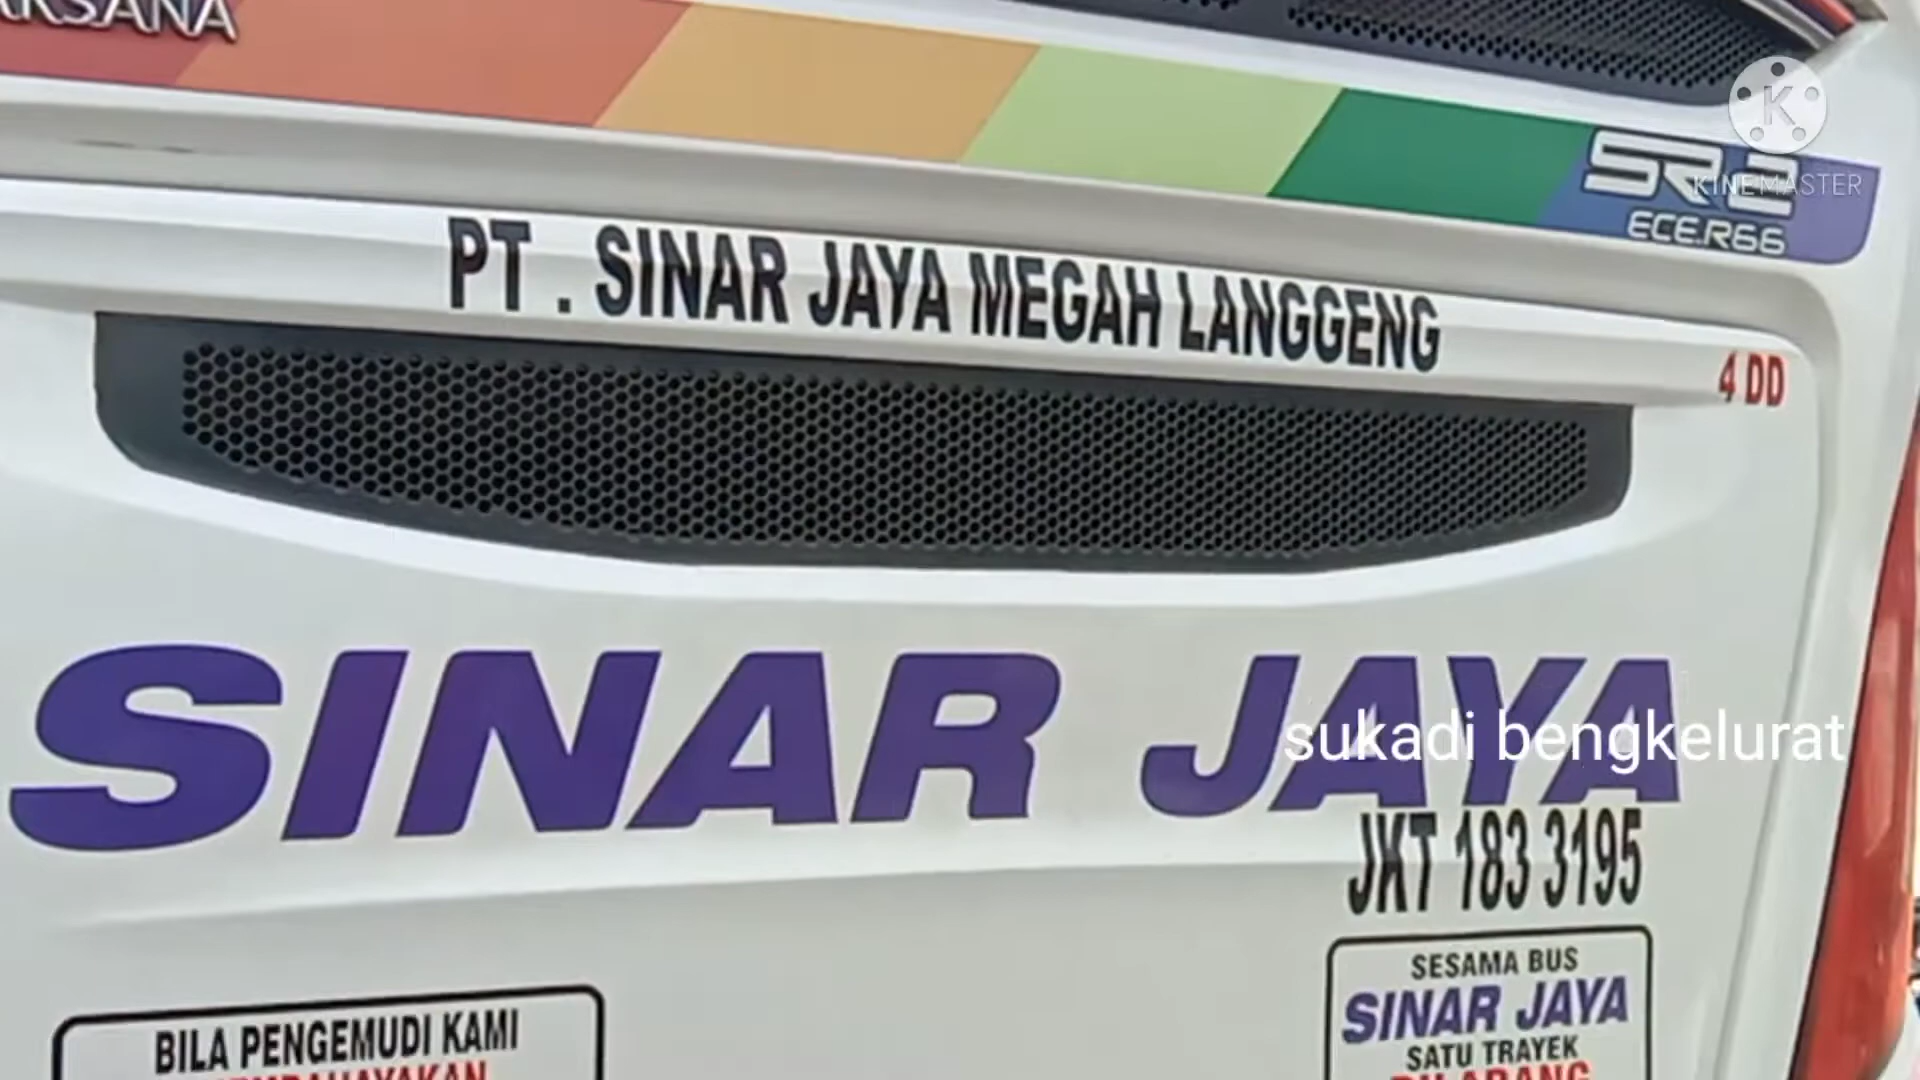 SR2
KINEMASTER
ECE.R66
PT . SINAR JAYA MEGAH LANGGENG
4 DD
SINAR JAYA
sukadi bengkelurat
JKT 183 3195
SESAMA BUS
SINAR JAYA
SATU TRAYEK
BILA PENGEMUDI KAMI